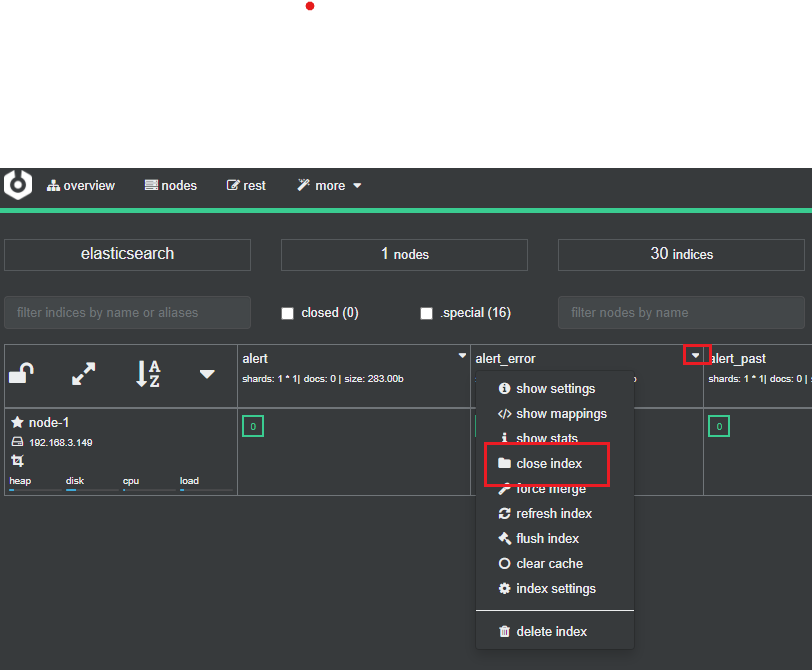 overview nodes rest more
elasticsearch 1 nodes 30 indices
filter indices by name or aliases closed (0) .special (16) filter nodes by name
A
Z
alert alert_error alert_past
shards: 1 * 1| docs: 0 | size: 283.00b shards: 1 * 1| docs: 0 |
show settings
node-1 0 show mappings 0
192.168.3.149 show stats
close index
heap disk cpu load force merge
refresh index
flush index
clear cache
index settings
delete index